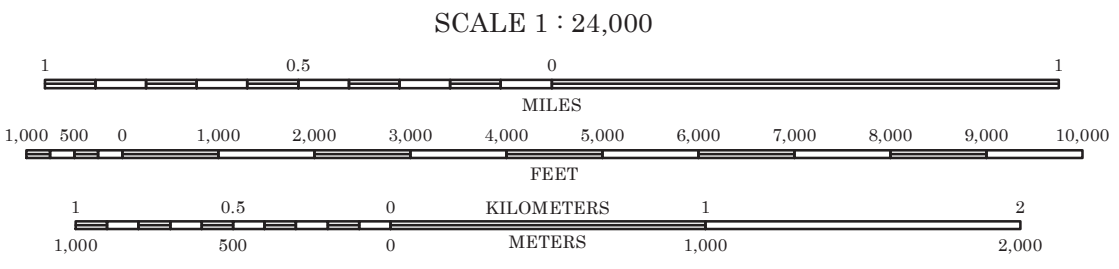 SCALE 1 : 24,000
1 0.5 0 1
MILES
1,000 500 0 1,000 2,000 3,000 4,000 5,000 6,000 7,000 8,000 9,000 10,000
FEET
1 0.5 0 KILOMETERS 1 2
1,000 500 0 METERS 1,000 2,000